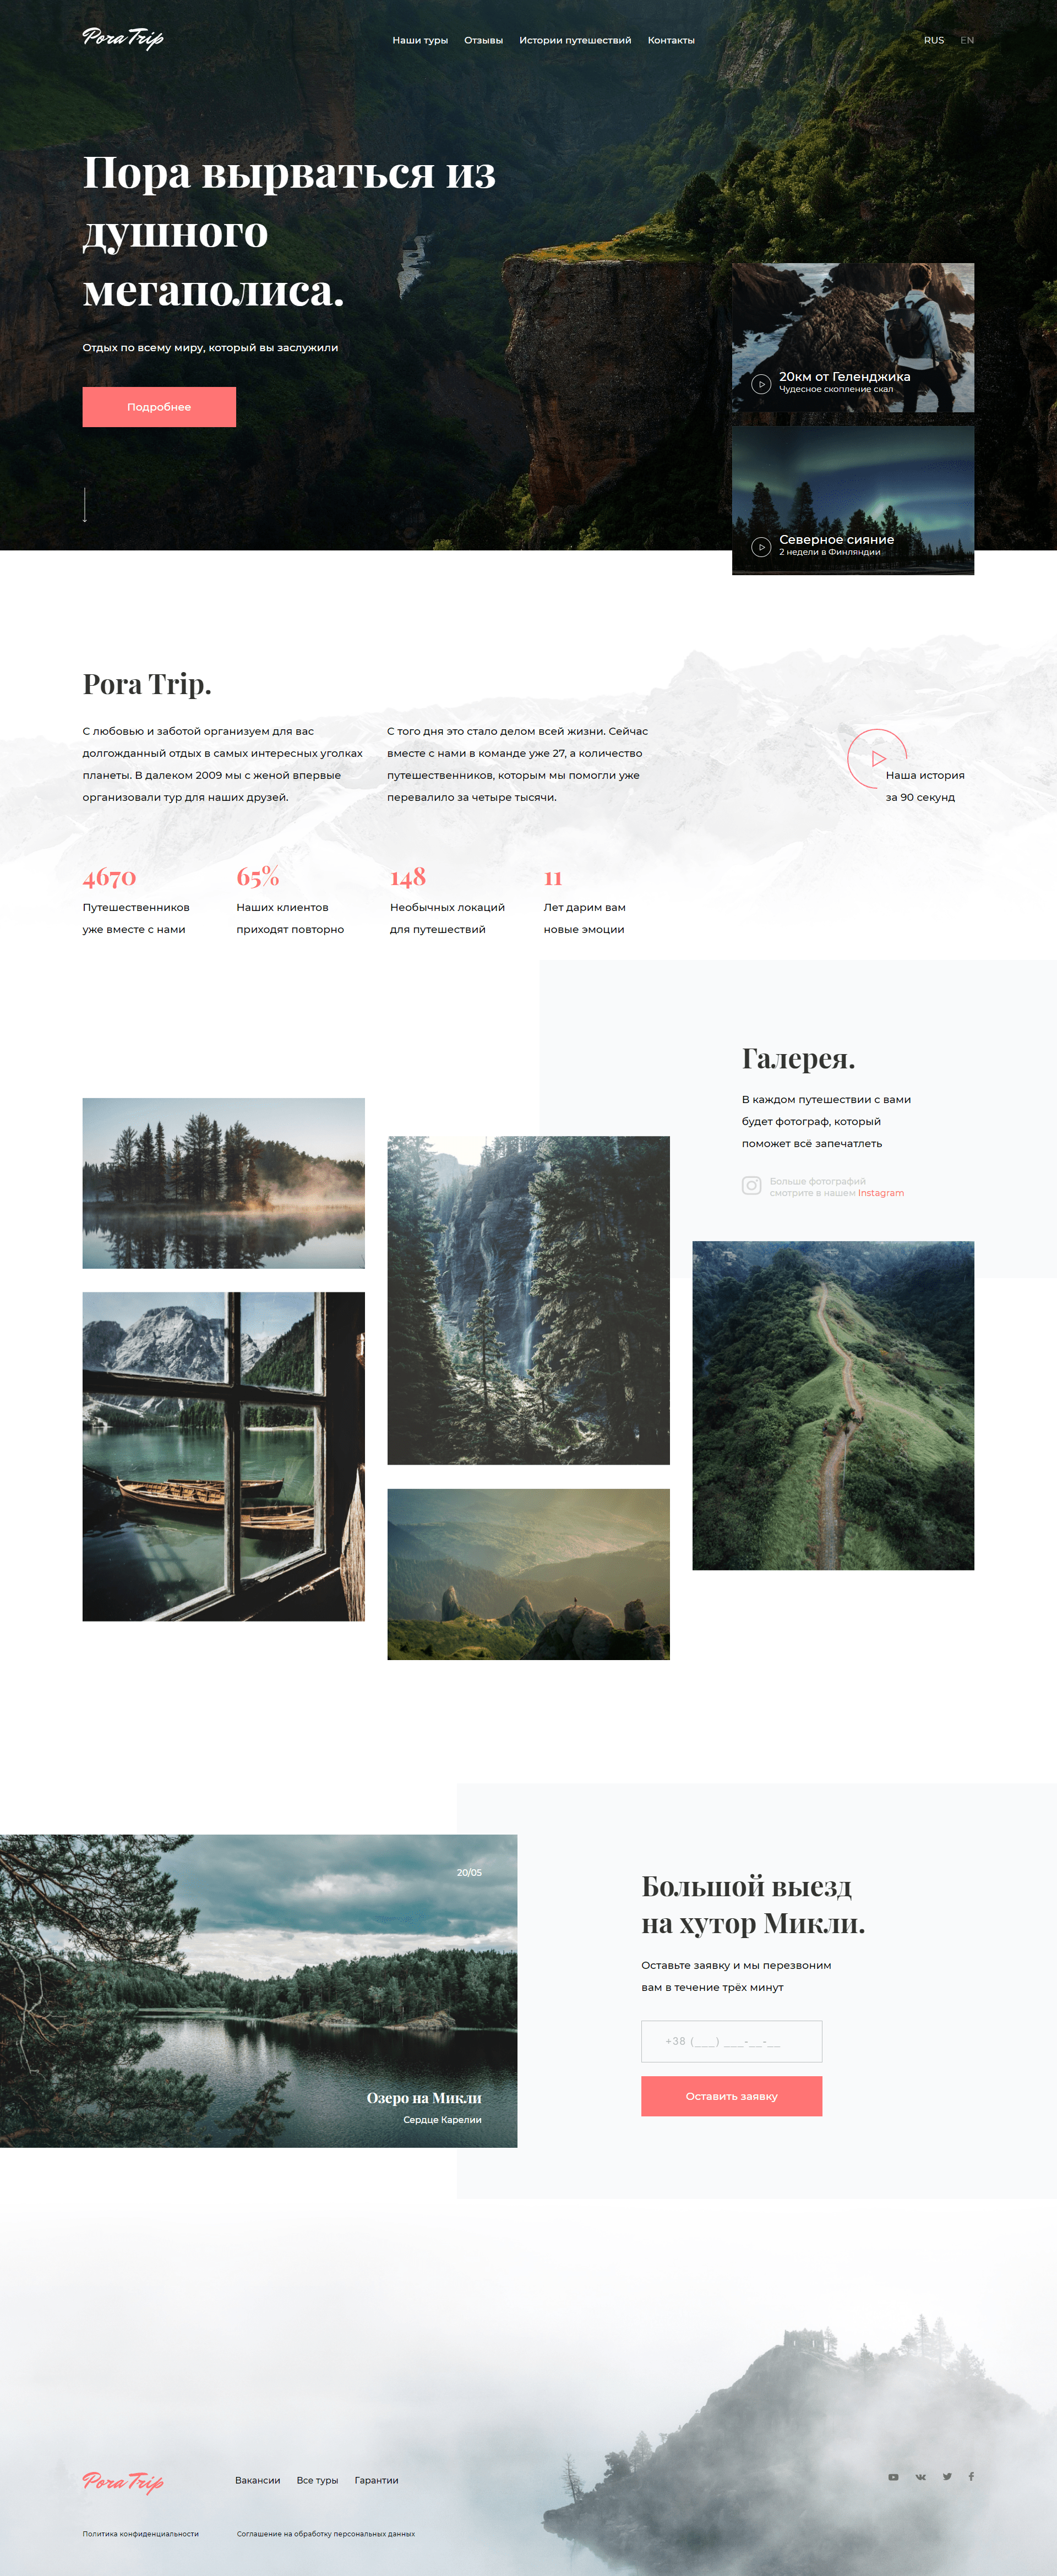 Pora Trip
Наши туры
Отзывы
Истории путешествий
Контакты
RUS
EN
Пора вырваться из
душного
мегаполиса.
Отдых по всему миру, который вы заслужили
Подробнее
20км от Геленджика
Чудесное скопление скал
Северное сияние
2 недели в Финляндии
Pora Trip.
С любовью и заботой организуем для вас
долгожданный отдых в самых интересных уголках
планеты. В далеком 2009 мы с женой впервые
организовали тур для наших друзей.
С того дня это стало делом всей жизни. Сейчас
вместе с нами в команде уже 27, а количество
путешественников, которым мы помогли уже
перевалило за четыре тысячи.
Наша история
за 90 секунд
4670
Путешественников
уже вместе с нами
65%
Наших клиентов
приходят повторно
148
Необычных локаций
для путешествий
11
Лет дарим вам
новые эмоции
Галерея.
В каждом путешествии с вами
будет фотограф, который
поможет всё запечатлеть
Больше фотографий
смотрите в нашем Instagram
20/05
Озеро на Микли
Сердце Карелии
Большой выезд
на хутор Микли.
Оставьте заявку и мы перезвоним
вам в течение трёх минут
+38 (___) ___-__-__
Оставить заявку
Pora Trip
Вакансии
Все туры
Гарантии
Политика конфиденциальности
Соглашение на обработку персональных данных